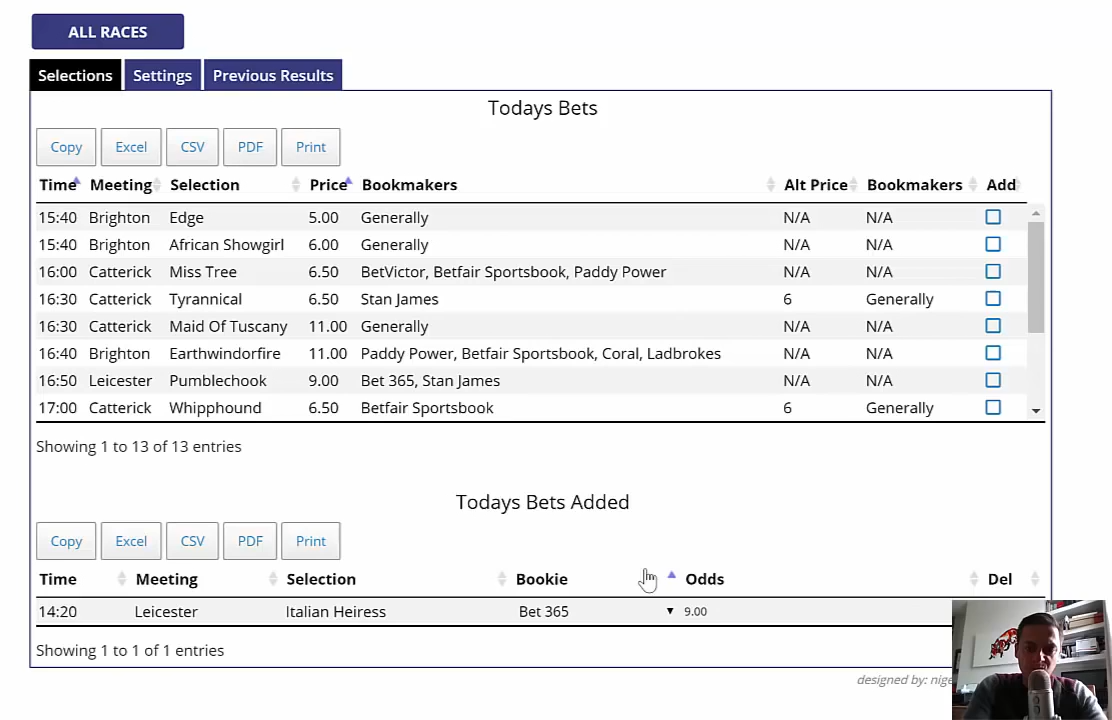 ALL RACES
Selections Settings Previous Results
Todays Bets
Copy Excel CSV PDF Print
Time Meeting Selection Price Bookmakers Alt Price Bookmakers Add
15:40 Brighton Edge 5.00 Generally N/A N/A
15:40 Brighton African Showgirl 6.00 Generally N/A N/A
16:00 Catterick Miss Tree 6.50 BetVictor, Betfair Sportsbook, Paddy Power N/A N/A
16:30 Catterick Tyrannical 6.50 Stan James 6 Generally
16:30 Catterick Maid Of Tuscany 11.00 Generally N/A N/A
16:40 Brighton Earthwindorfire 11.00 Paddy Power, Betfair Sportsbook, Coral, Ladbrokes N/A N/A
16:50 Leicester Pumblechook 9.00 Bet 365, Stan James N/A N/A
17:00 Catterick Whipphound 6.50 Betfair Sportsbook 6 Generally
Showing 1 to 13 of 13 entries
Todays Bets Added
Copy Excel CSV PDF Print
Time Meeting Selection Bookie Odds Del
14:20 Leicester Italian Heiress Bet 365 9.00
Showing 1 to 1 of 1 entries
designed by: